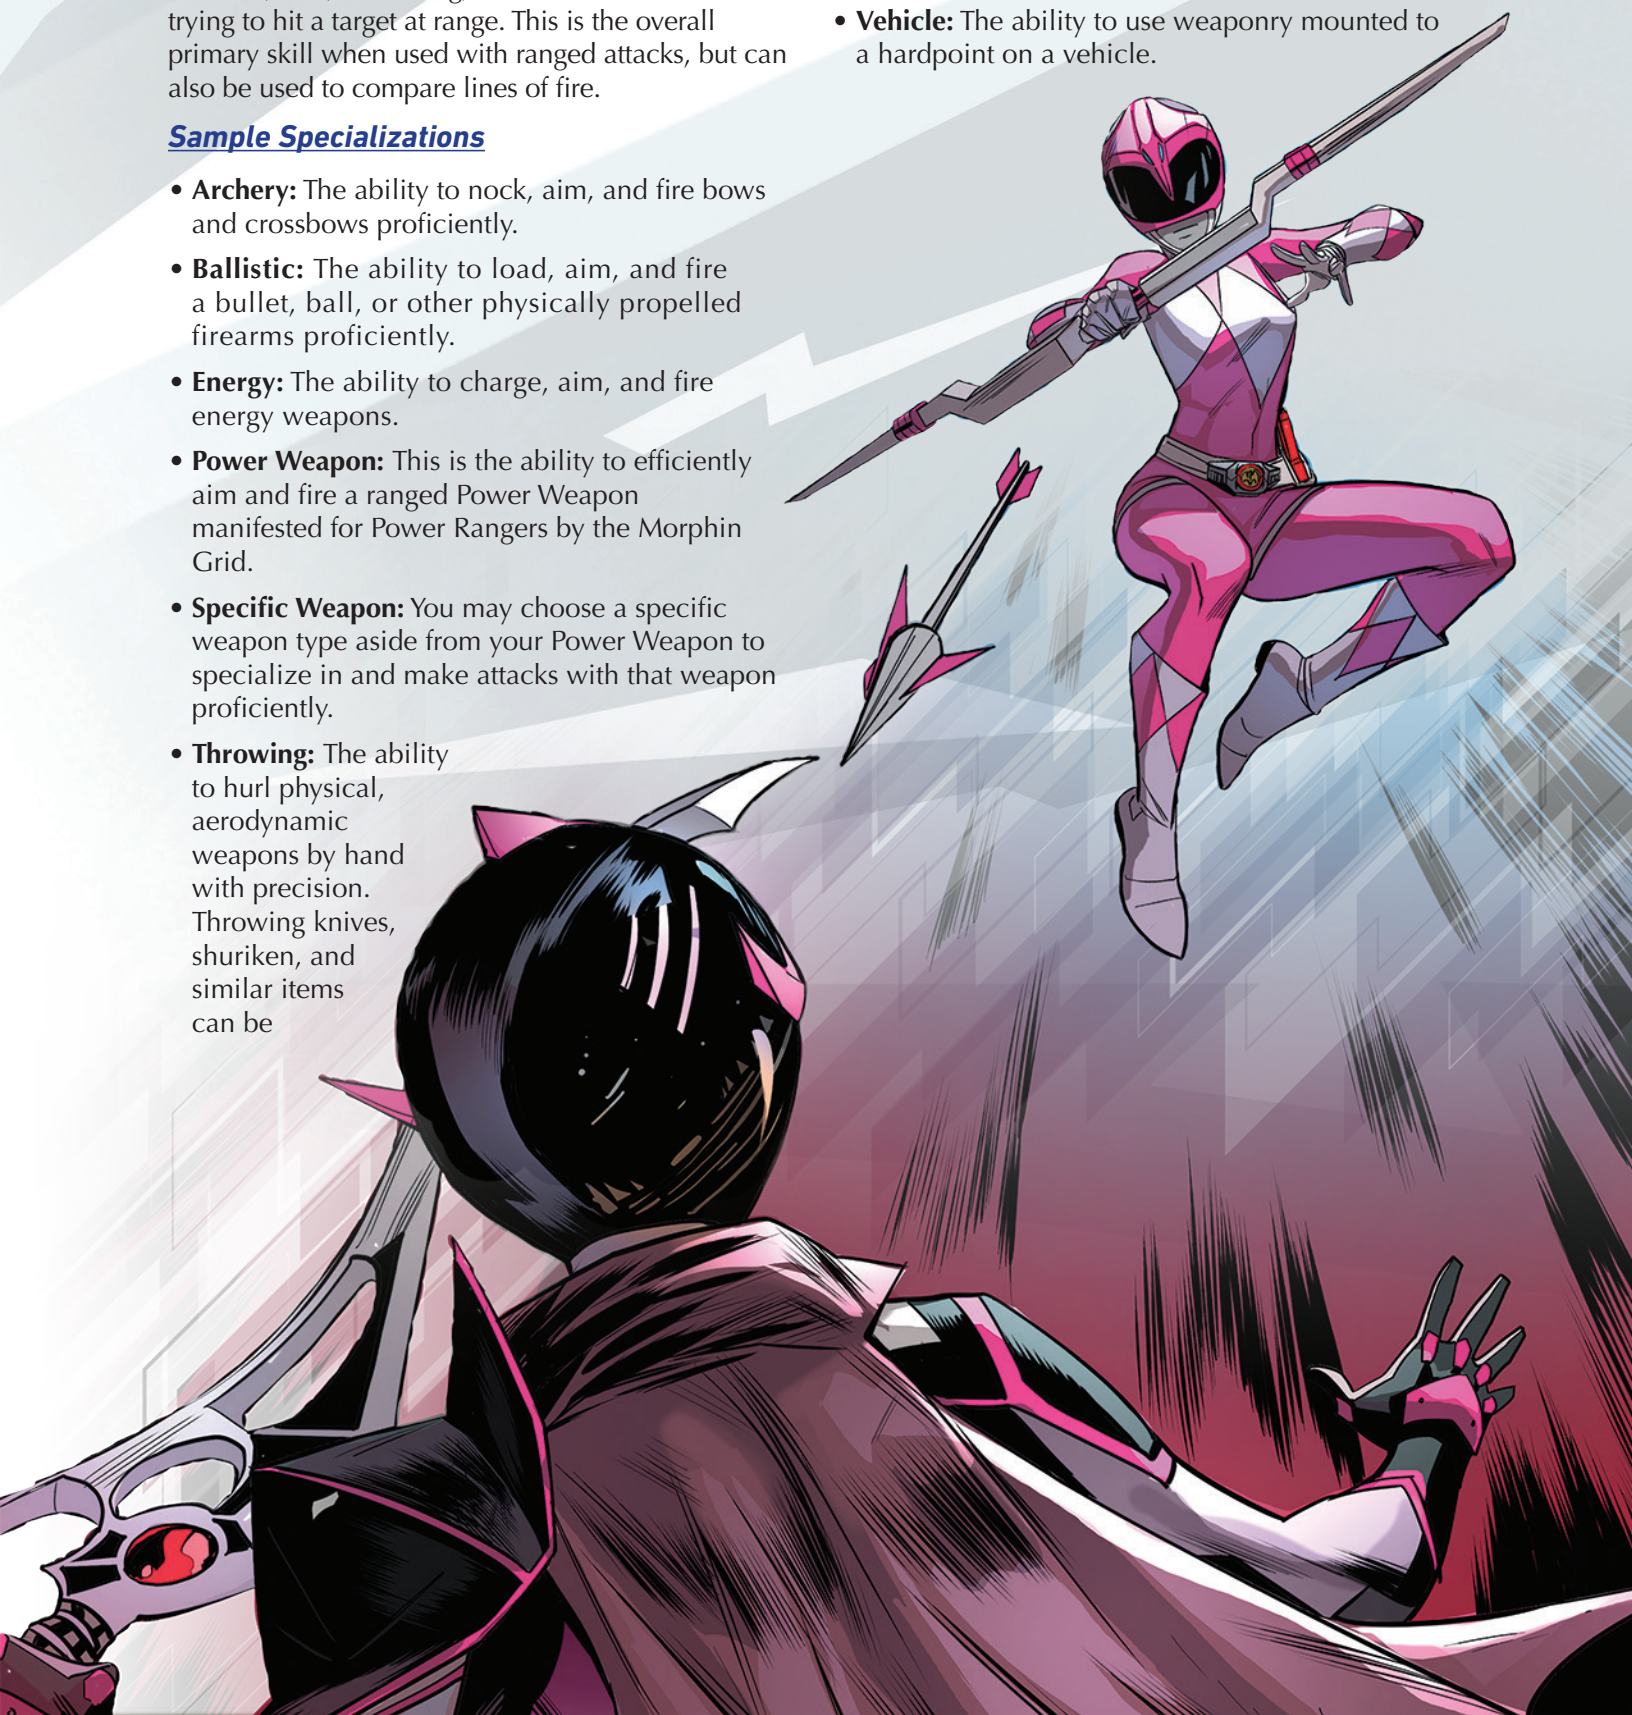 trying to hit a target at range. This is the overall
primary skill when used with ranged attacks, but can
also be used to compare lines of fire.
Sample Specializations
• Archery: The ability to nock, aim, and fire bows
and crossbows proficiently.
• Ballistic: The ability to load, aim, and fire
a bullet, ball, or other physically propelled
firearms proficiently.
• Energy: The ability to charge, aim, and fire
energy weapons.
• Power Weapon: This is the ability to efficiently
aim and fire a ranged Power Weapon
manifested for Power Rangers by the Morphin
Grid.
• Specific Weapon: You may choose a specific
weapon type aside from your Power Weapon to
specialize in and make attacks with that weapon
proficiently.
• Throwing: The ability
to hurl physical,
aerodynamic
weapons by hand
with precision.
Throwing knives,
shuriken, and
similar items
can be
• Vehicle: The ability to use weaponry mounted to
a hardpoint on a vehicle.